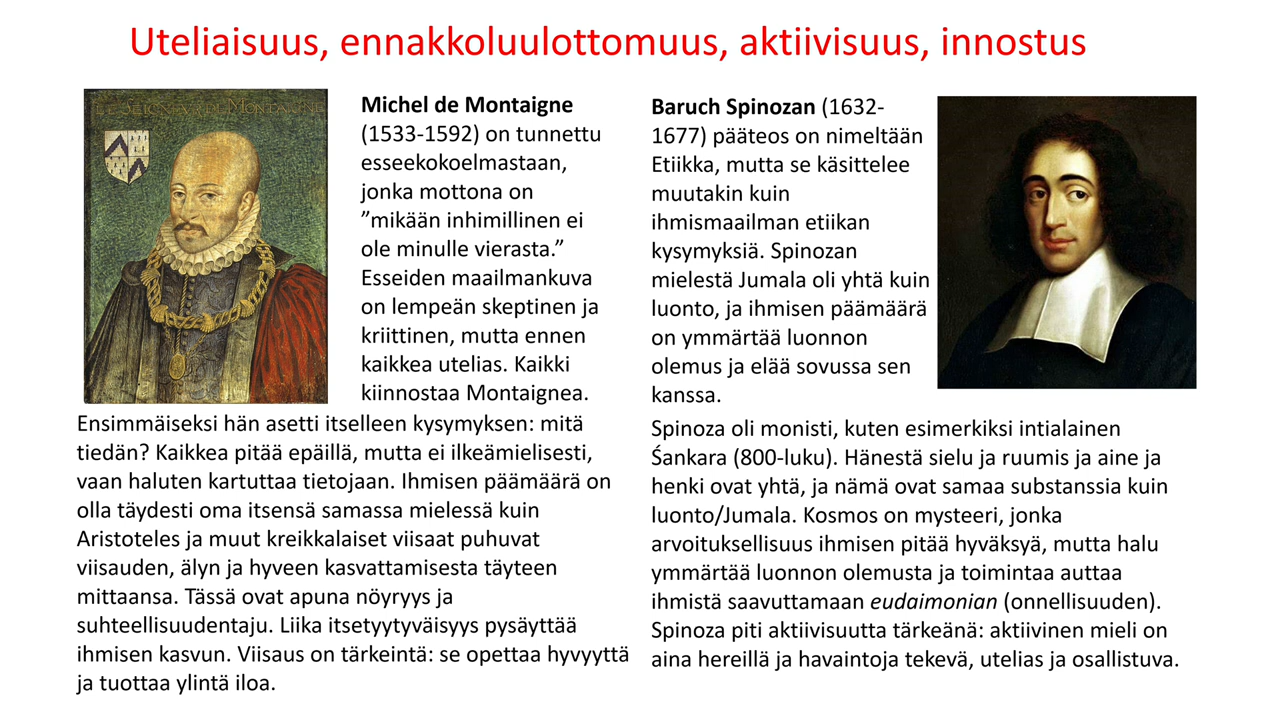 Uteliaisuus, ennakkoluulottomuus, aktiivisuus, innostus
LE SEIGNEVR DE MONTAIGNE
Michel de Montaigne
(1533-1592) on tunnettu
esseekokoelmastaan,
jonka mottona on
”mikään inhimillinen ei
ole minulle vierasta.”
Esseiden maailmankuva
on lempeän skeptinen ja
kriittinen, mutta ennen
kaikkea utelias. Kaikki
kiinnostaa Montaignea.
Ensimmäiseksi hän asetti itselleen kysymyksen: mitä
tiedän? Kaikkea pitää epäillä, mutta ei ilkeämielisesti,
vaan haluten kartuttaa tietojaan. Ihmisen päämäärä on
olla täydesti oma itsensä samassa mielessä kuin
Aristoteles ja muut kreikkalaiset viisaat puhuvat
viisauden, älyn ja hyveen kasvattamisesta täyteen
mittaansa. Tässä ovat apuna nöyryys ja
suhteellisuudentaju. Liika itsetyytyväisyys pysäyttää
ihmisen kasvun. Viisaus on tärkeintä: se opettaa hyvyyttä
ja tuottaa ylintä iloa.
Baruch Spinozan (1632-
1677) pääteos on nimeltään
Etiikka, mutta se käsittelee
muutakin kuin
ihmismaailman etiikan
kysymyksiä. Spinozan
mielestä Jumala oli yhtä kuin
luonto, ja ihmisen päämäärä
on ymmärtää luonnon
olemus ja elää sovussa sen
kanssa.
Spinoza oli monisti, kuten esimerkiksi intialainen
Śankara (800-luku). Hänestä sielu ja ruumis ja aine ja
henki ovat yhtä, ja nämä ovat samaa substanssia kuin
luonto/Jumala. Kosmos on mysteeri, jonka
arvoituksellisuus ihmisen pitää hyväksyä, mutta halu
ymmärtää luonnon olemusta ja toimintaa auttaa
ihmistä saavuttamaan eudaimonian (onnellisuuden).
Spinoza piti aktiivisuutta tärkeänä: aktiivinen mieli on
aina hereillä ja havaintoja tekevä, utelias ja osallistuva.